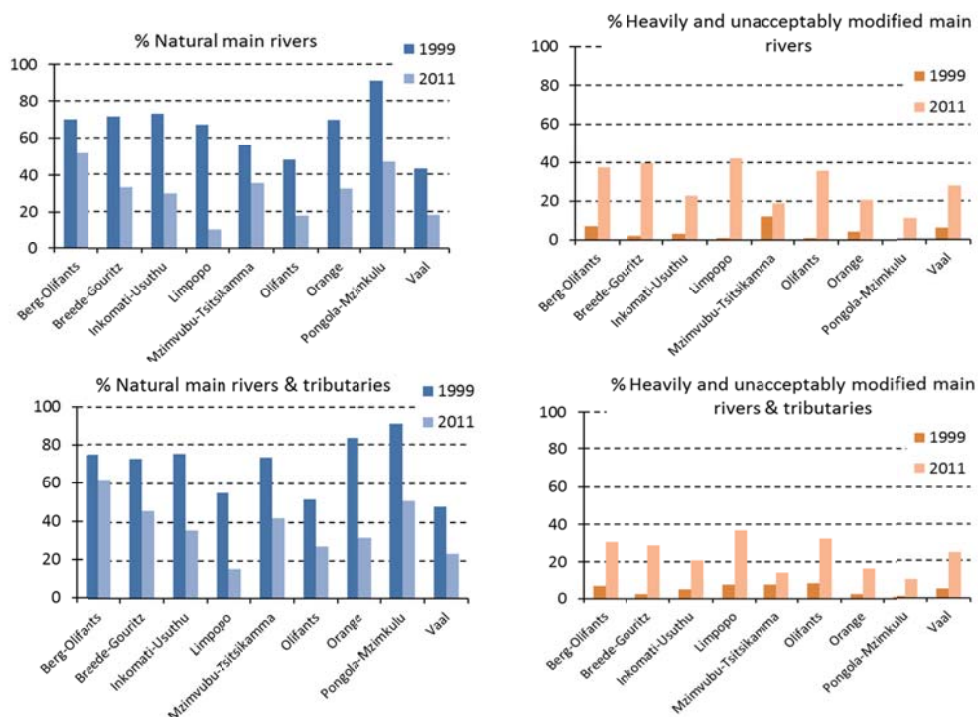 % Natural main rivers
1999
2011
100
80
60
40
20
0
Berg-Olifants
Breede-Gouritz
Inkomati-Usuthu
Limpopo
Mzimvubu-Tsitsikamma
Olifants
Orange
Pongola-Mzimkulu
Vaal
% Heavily and unacceptably modified main
rivers
1999
2011
100
80
60
40
20
0
Berg-Olifants
Breede-Gouritz
Inkomati-Usuthu
Limpopo
Mzimvubu-Tsitsikamma
Olifants
Orange
Pongola-Mzimkulu
Vaal
% Natural main rivers & tributaries
1999
2011
100
80
60
40
20
0
Berg-Olifants
Breede-Gouritz
Inkomati-Usuthu
Limpopo
Mzimvubu-Tsitsikamma
Olifants
Orange
Pongola-Mzimkulu
Vaal
% Heavily and unacceptably modified main
rivers & tributaries
1999
2011
100
80
60
40
20
0
Berg-Olifants
Breede-Gouritz
Inkomati-Usuthu
Limpopo
Mzimvubu-Tsitsikamma
Olifants
Orange
Pongola-Mzimkulu
Vaal